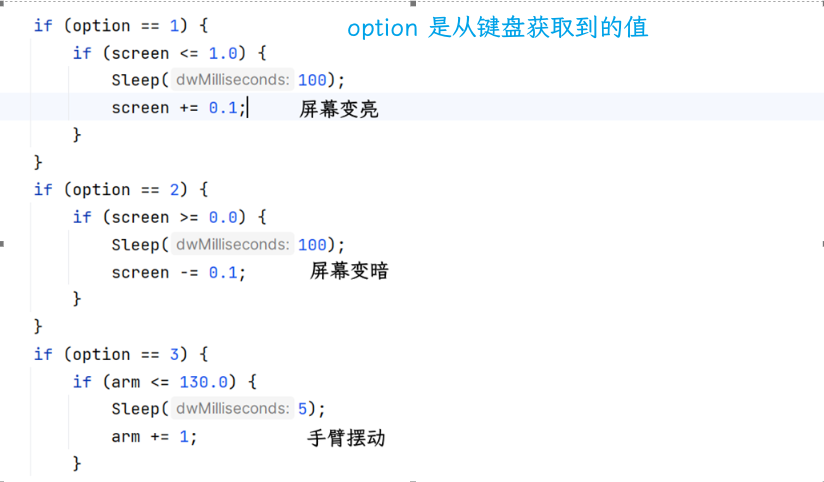 if (option == 1) { option 是从键盘获取到的值
if (screen <= 1.0) {
Sleep( dwMilliseconds: 100);
screen += 0.1; 屏幕变亮
}
}
if (option == 2) {
if (screen >= 0.0) {
Sleep( dwMilliseconds: 100);
screen -= 0.1; 屏幕变暗
}
}
if (option == 3) {
if (arm <= 130.0) {
Sleep( dwMilliseconds: 5);
arm += 1; 手臂摆动
}